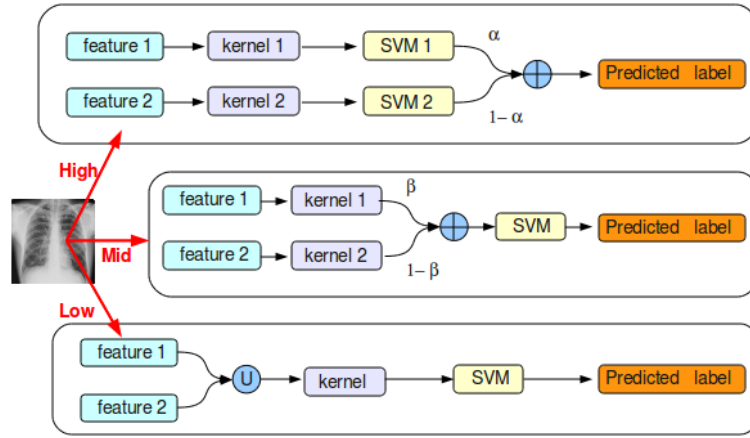 feature 1 kernel 1 SVM 1 α
Predicted label
feature 2 kernel 2 SVM 2
1– α
High
feature 1 kernel 1 β
SVM Predicted label
Mid
feature 2 kernel 2
1– β
Low
feature 1
U kernel SVM Predicted label
feature 2